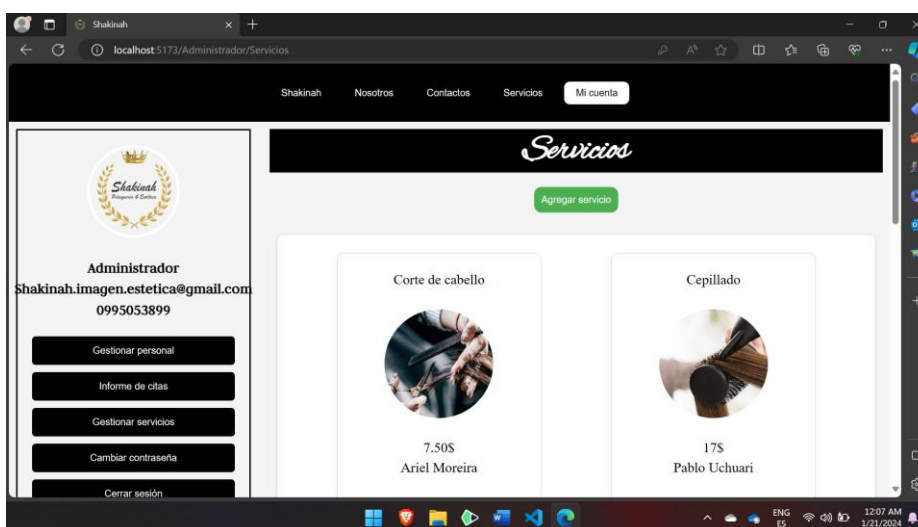 Shakinah
localhost:5173/Administrador/Servicios
Shakinah Nosotros Contactos Servicios Mi cuenta
Shakinah
Peluquería & Estética
Administrador
Shakinah.imagen.estetica@gmail.com
0995053899
Gestionar personal
Informe de citas
Gestionar servicios
Cambiar contraseña
Cerrar sesión
Servicios
Agregar servicio
Corte de cabello
7.50$
Ariel Moreira
Cepillado
17$
Pablo Uchuari
ENG
ES
12:07 AM
1/21/2024